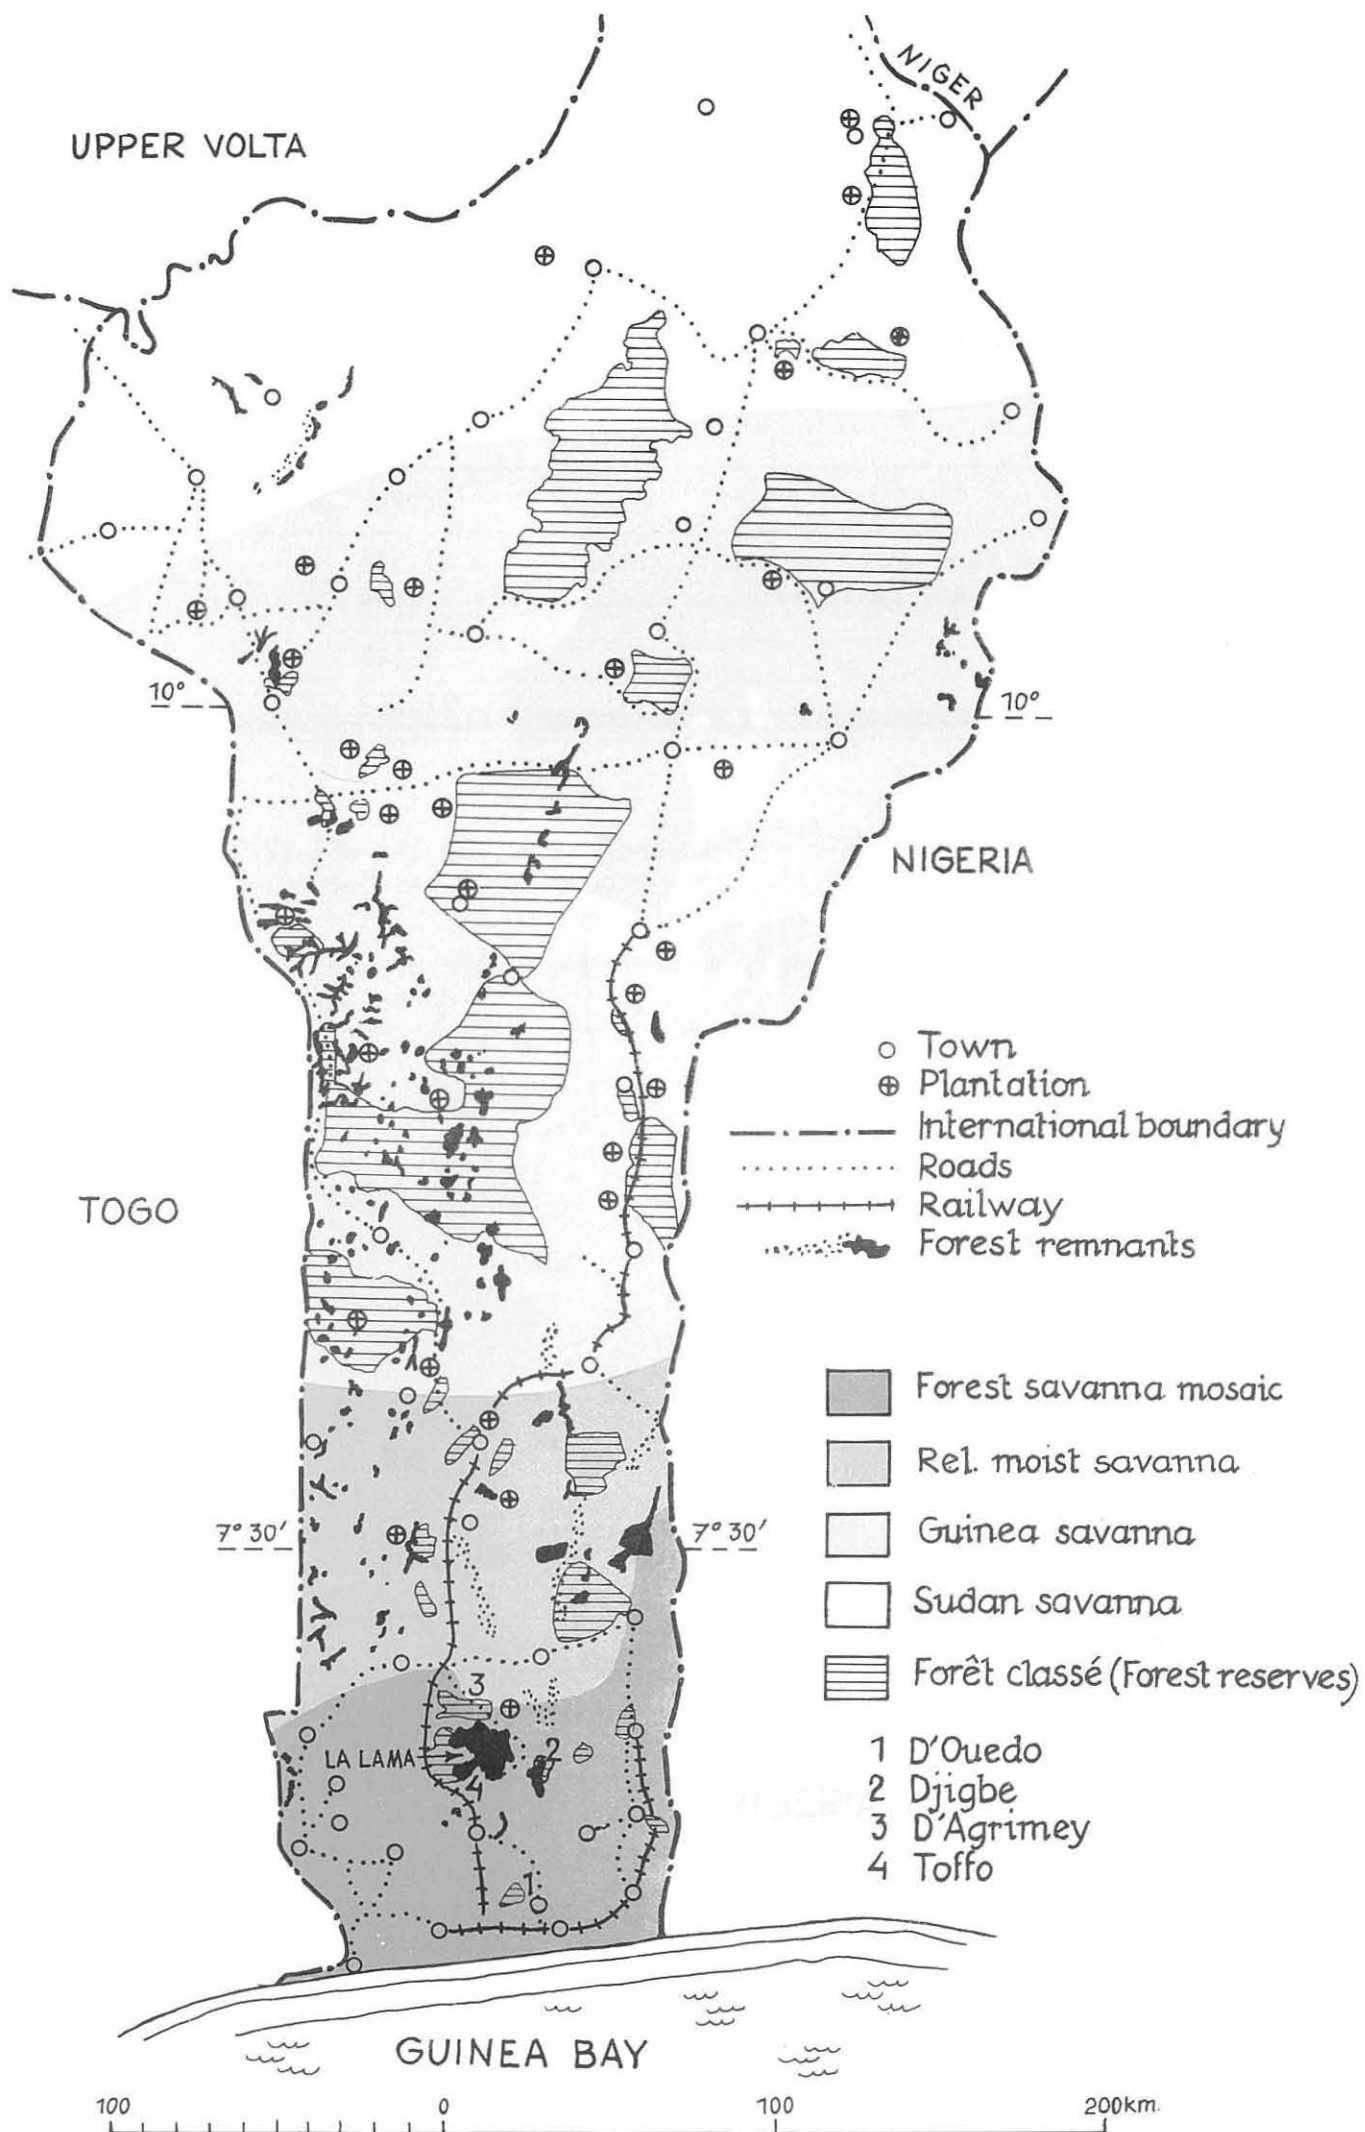 NIGER
UPPER VOLTA
10°
10°
NIGERIA
Town
Plantation
International boundary
Roads
Railway
Forest remnants
TOGO
Forest savanna mosaic
Rel. moist savanna
7°30'
7°30'
Guinea savanna
Sudan savanna
Forêt classé (Forest reserves)
3
LA LAMA
2
4
1
1 D'Ouedo
2 Djigbe
3 D'Agrimey
4 Toffo
GUINEA BAY
100 0 100 200km.